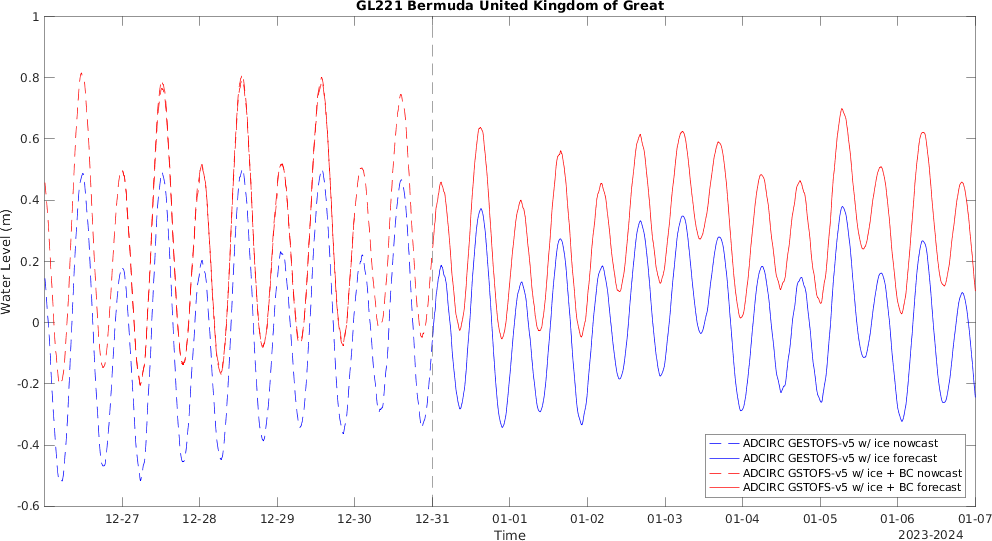 GL221 Bermuda United Kingdom of Great
Water Level (m)
1
0.8
0.6
0.4
0.2
0
-0.2
-0.4
-0.6
ADCIRC GESTOFS-v5 w/ ice nowcast
ADCIRC GESTOFS-v5 w/ ice forecast
ADCIRC GSTOFS-v5 w/ ice + BC nowcast
ADCIRC GSTOFS-v5 w/ ice + BC forecast
12-27 12-28 12-29 12-30 12-31 01-01 01-02 01-03 01-04 01-05 01-06 01-07
Time
2023-2024